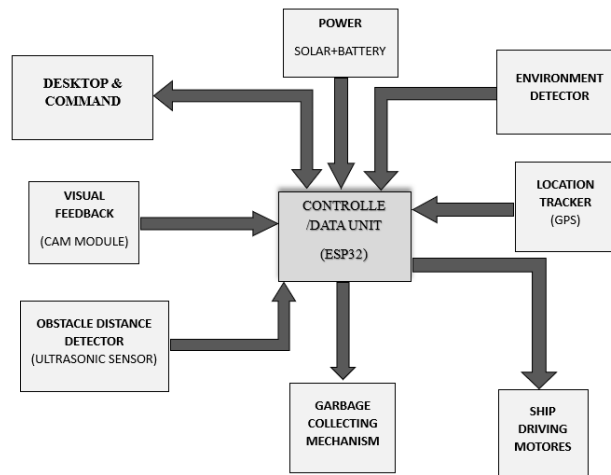 POWER
SOLAR+BATTERY
DESKTOP &
COMMAND
ENVIRONMENT
DETECTOR
VISUAL
FEEDBACK
(CAM MODULE)
CONTROLLE
/DATA UNIT
(ESP32)
LOCATION
TRACKER
(GPS)
OBSTACLE DISTANCE
DETECTOR
(ULTRASONIC SENSOR)
GARBAGE
COLLECTING
MECHANISM
SHIP
DRIVING
MOTORES